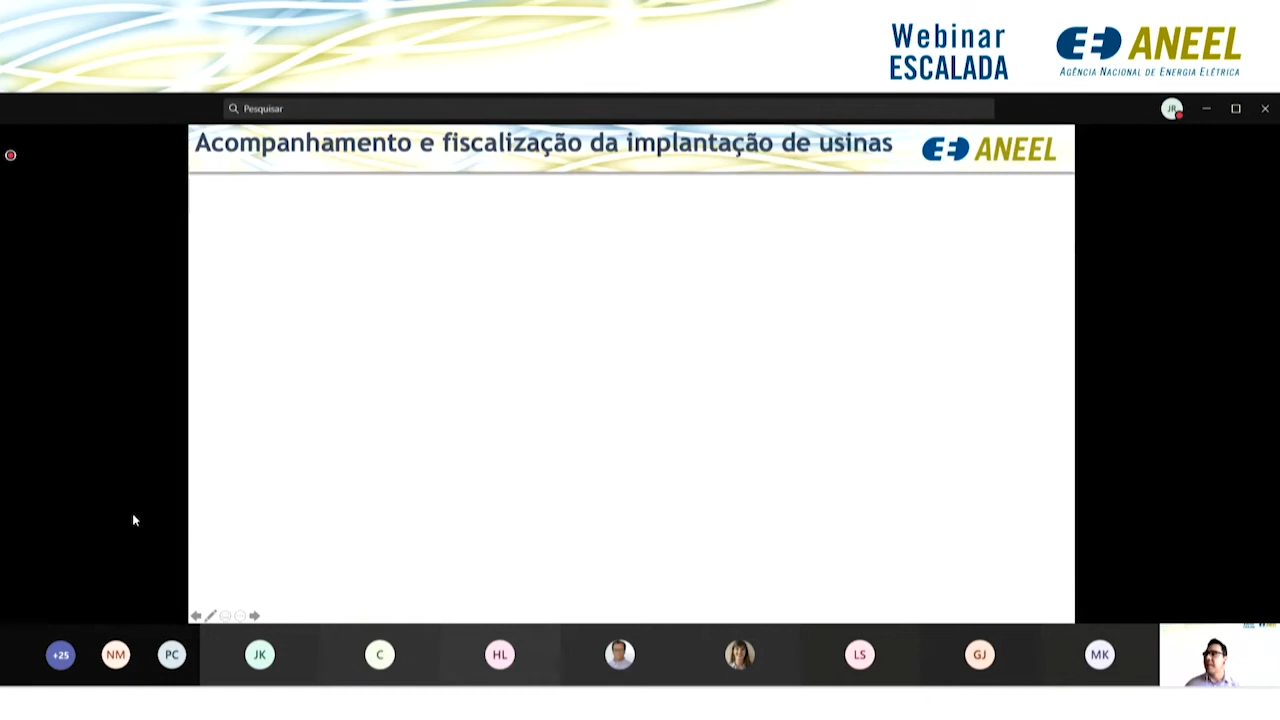 Webinar
ESCALADA
ANEEL
AGÊNCIA NACIONAL DE ENERGIA ELÉTRICA
Pesquisar
JR
Acompanhamento e fiscalização da implantação de usinas
ANEEL
+25
NM
PC
JK
C
HL
LS
GJ
MK